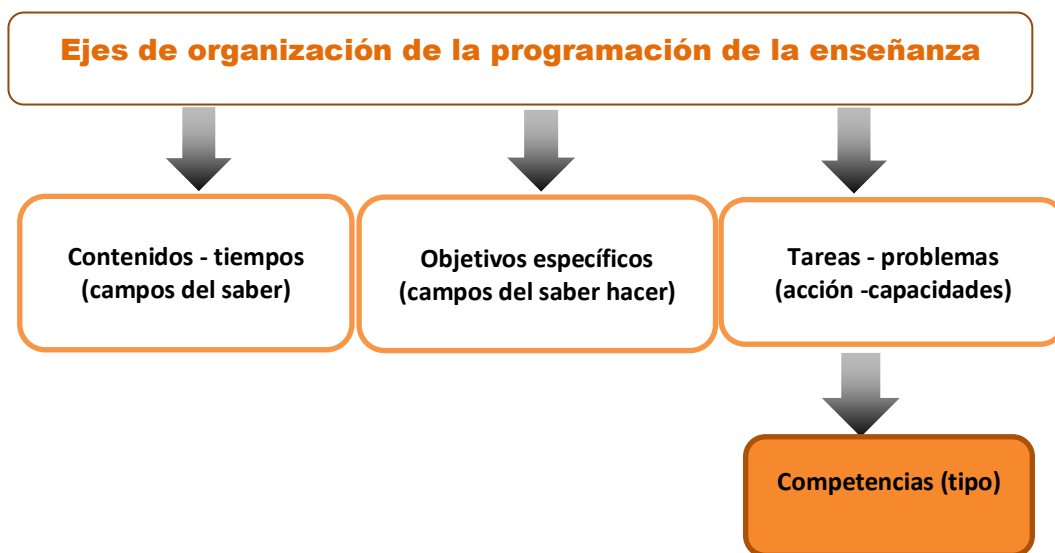 Ejes de organización de la programación de la enseñanza
Contenidos - tiempos
(campos del saber)
Objetivos específicos
(campos del saber hacer)
Tareas - problemas
(acción -capacidades)
Competencias (tipo)